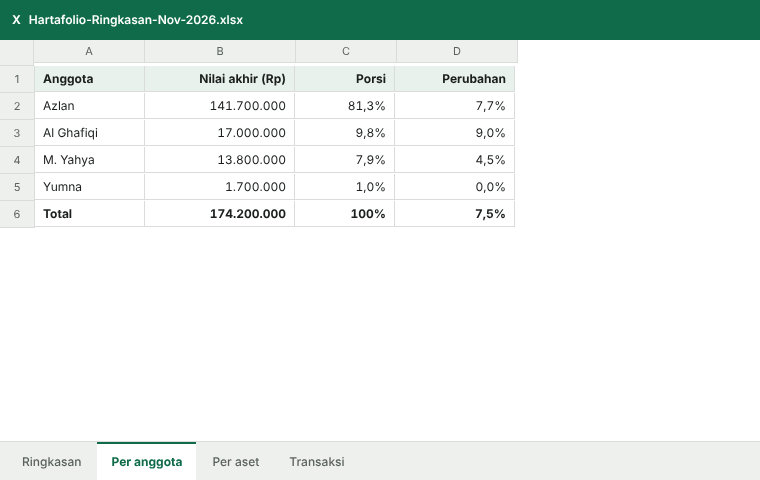 X Hartafolio-Ringkasan-Nov-2026.xlsx
A B C D
1 Anggota Nilai akhir (Rp) Porsi Perubahan
2 Azlan 141.700.000 81,3% 7,7%
3 Al Ghafiqi 17.000.000 9,8% 9,0%
4 M. Yahya 13.800.000 7,9% 4,5%
5 Yumna 1.700.000 1,0% 0,0%
6 Total 174.200.000 100% 7,5%
Ringkasan Per anggota Per aset Transaksi